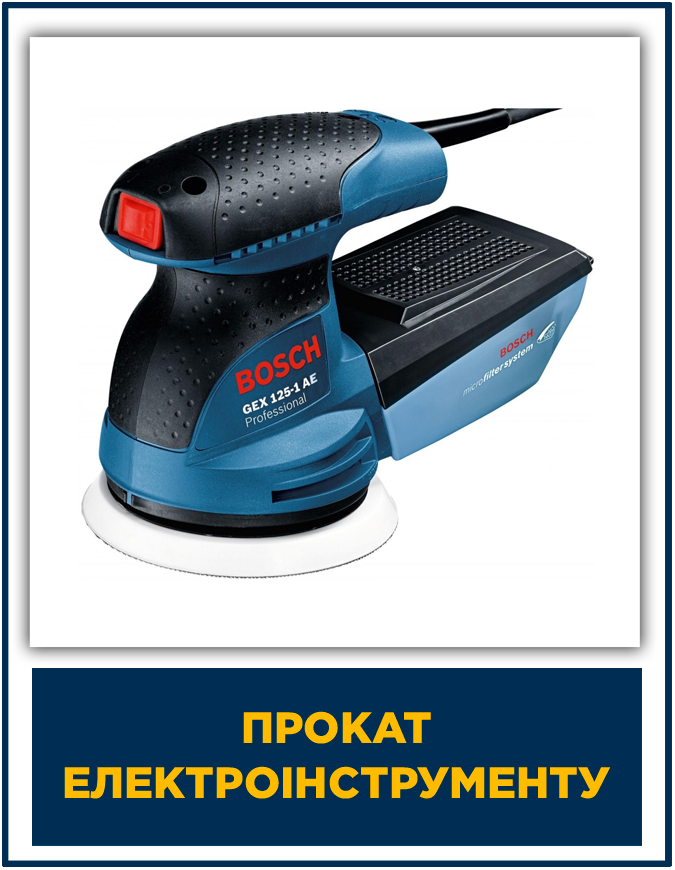 BOSCH
GEX 125-1 AE
Professional
BOSCH
microfilter system
ПРОКАТ
ЕЛЕКТРОІНСТРУМЕНТУ